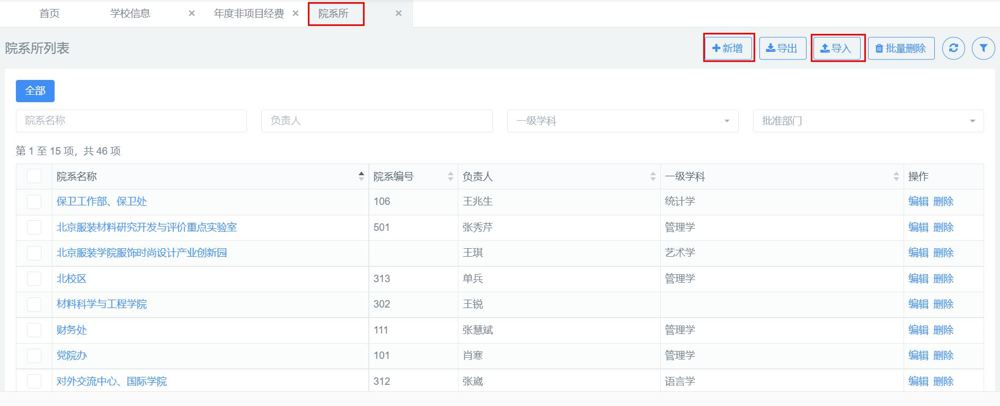 首页 学校信息 × 年度非项目经费 × 院系所 ×
院系所列表 新增 导出 导入 批量删除
全部
院系名称 负责人 一级学科 批准部门
第 1 至 15 项，共 46 项
院系名称 院系编号 负责人 一级学科 操作
保卫工作部、保卫处 106 王兆生 统计学 编辑 删除
北京服装材料研究开发与评价重点实验室 501 张秀芹 管理学 编辑 删除
北京服装学院服饰时尚设计产业创新园 王琪 艺术学 编辑 删除
北校区 313 单兵 管理学 编辑 删除
材料科学与工程学院 302 王锐 编辑 删除
财务处 111 张慧斌 管理学 编辑 删除
党院办 101 肖寒 管理学 编辑 删除
对外交流中心、国际学院 312 张崴 语言学 编辑 删除